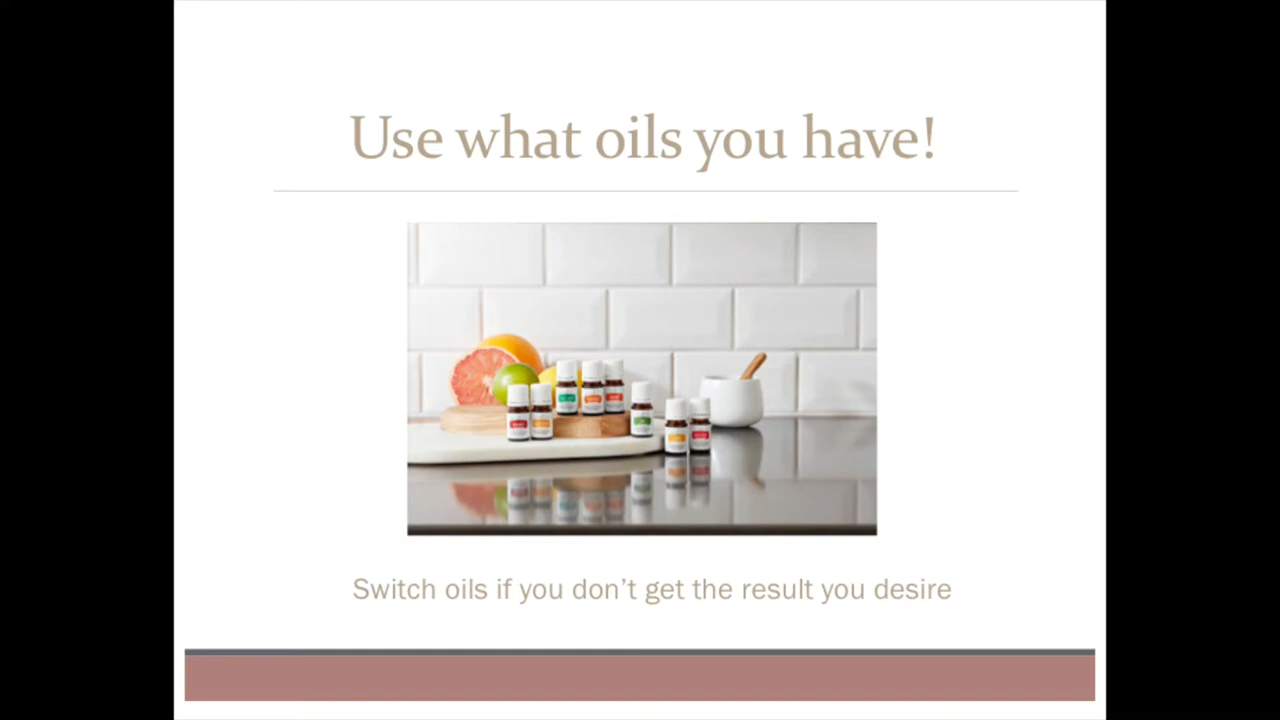 Use what oils you have!
Switch oils if you don't get the result you desire